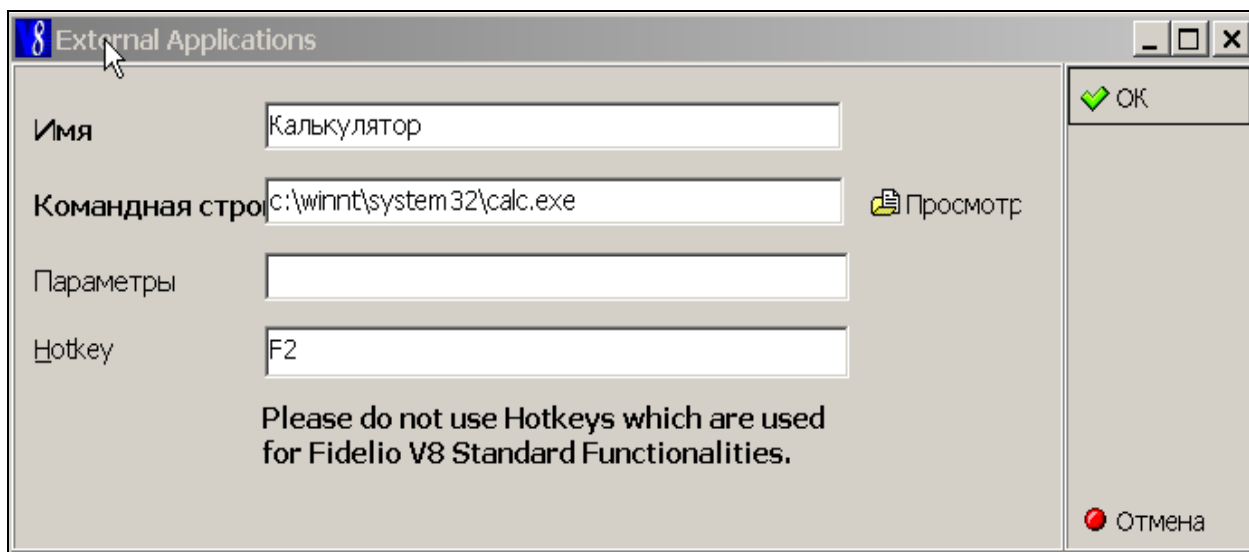 External Applications
OK
Имя
Калькулятор
Командная стро
c:\winnt\system32\calc.exe
Просмотр
Параметры
Hotkey
F2
Please do not use Hotkeys which are used
for Fidelio V8 Standard Functionalities.
Отмена